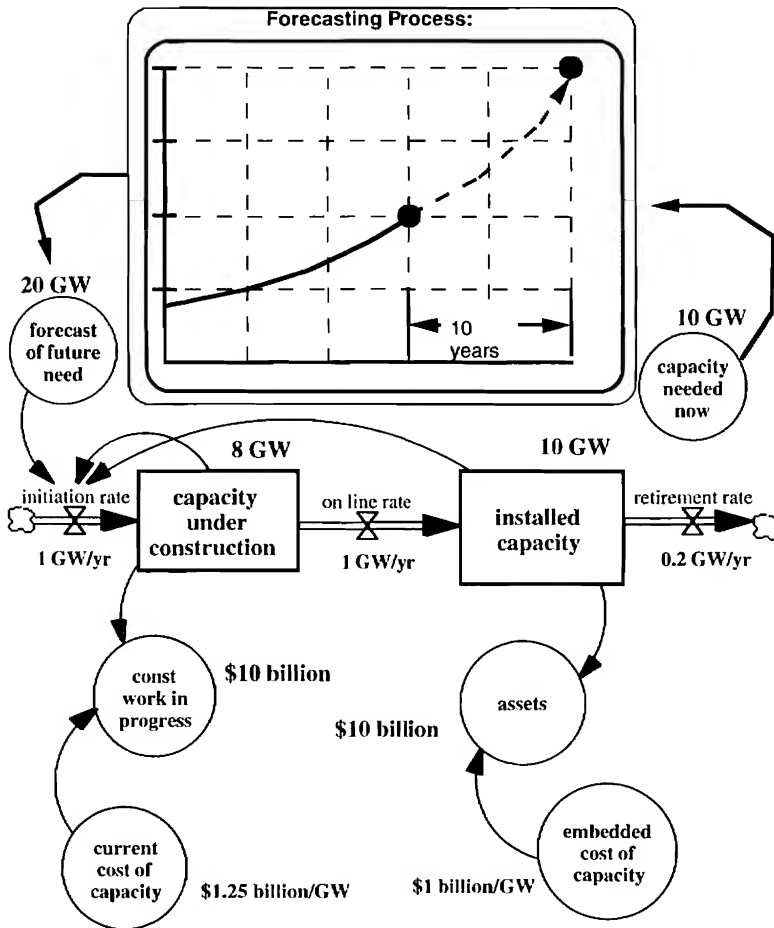 Forecasting Process:
10
years
20 GW
forecast
of future
need
10 GW
capacity
needed
now
8 GW
10 GW
initiation rate
capacity
under
construction
on line rate
installed
capacity
retirement rate
1 GW/yr
1 GW/yr
0.2 GW/yr
const
work in
progress
$10 billion
assets
$10 billion
current
cost of
capacity
$1.25 billion/GW
embedded
cost of
capacity
$1 billion/GW